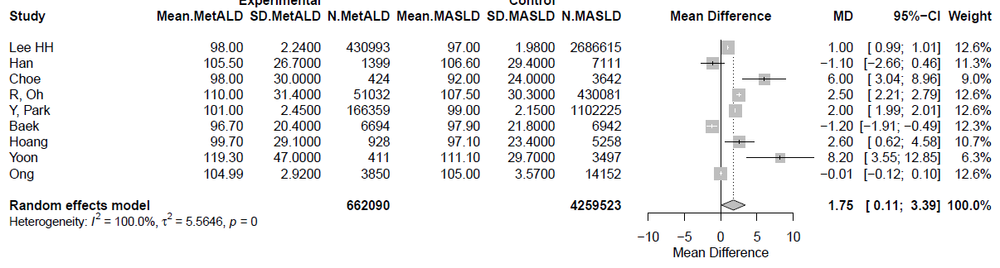 Experimental Control
Study Mean.MetALD SD.MetALD N.MetALD Mean.MASLD SD.MASLD N.MASLD Mean Difference MD 95%−CI Weight
Lee HH 98.00 2.2400 430993 97.00 1.9800 2686615 1.00 [ 0.99; 1.01] 12.6%
Han 105.50 26.7000 1399 106.60 29.4000 7111 −1.10 [−2.66; 0.46] 11.3%
Choe 98.00 30.0000 424 92.00 24.0000 3642 6.00 [ 3.04; 8.96] 9.0%
R, Oh 110.00 31.4000 51032 107.50 30.3000 430081 2.50 [ 2.21; 2.79] 12.6%
Y, Park 101.00 2.4500 166359 99.00 2.1500 1102225 2.00 [ 1.99; 2.01] 12.6%
Baek 96.70 20.4000 6694 97.90 21.8000 6942 −1.20 [−1.91; −0.49] 12.3%
Hoang 99.70 29.1000 928 97.10 23.4000 5258 2.60 [ 0.62; 4.58] 10.7%
Yoon 119.30 47.0000 411 111.10 29.7000 3497 8.20 [ 3.55; 12.85] 6.3%
Ong 104.99 2.9200 3850 105.00 3.5700 14152 −0.01 [−0.12; 0.10] 12.6%
Random effects model 662090 4259523 1.75 [ 0.11; 3.39] 100.0%
Heterogeneity: I² = 100.0%, τ² = 5.5646, p = 0
−10 −5 0 5 10
Mean Difference